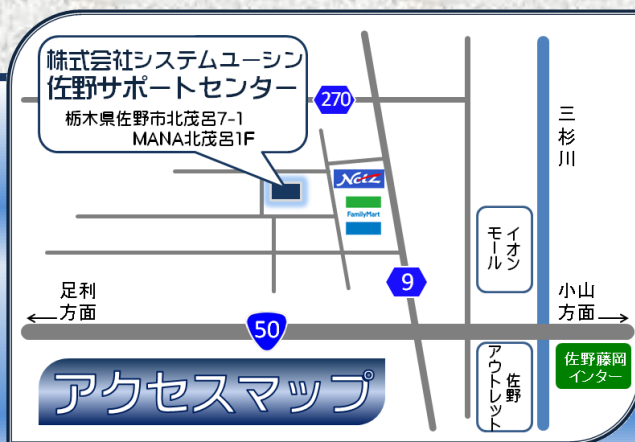 株式会社システムユーシン
佐野サポートセンター
栃木県佐野市北茂呂7-1
MANA北茂呂1F
270
三杉川
Netz
FamilyMart
イオン
モール
9
足利
方面
小山
方面
50
佐野
アウトレット
佐野藤岡
インター
アクセスマップ